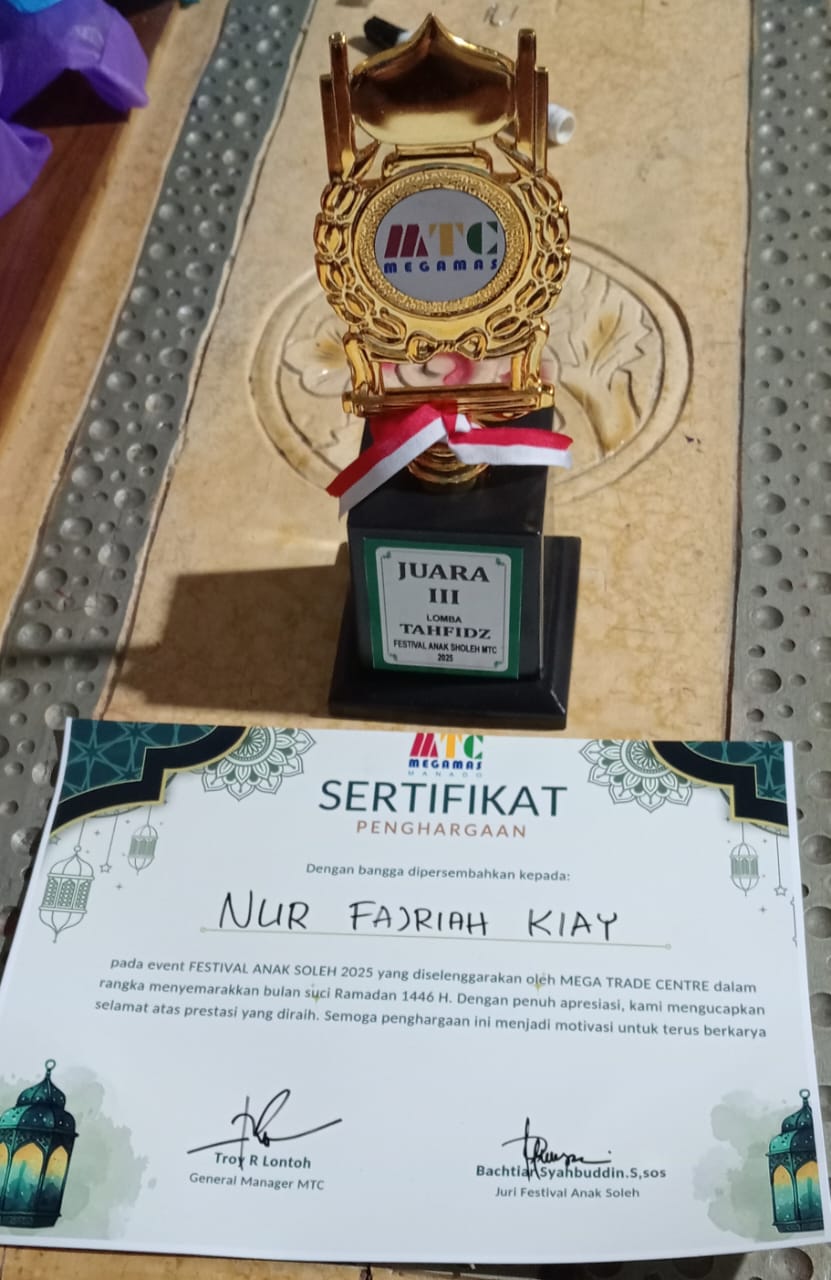 MTC
MEGAMAS
JUARA
III
LOMBA
TAHFIDZ
FESTIVAL ANAK SHOLEH MTC
2025
MTC
MEGAMAS
MANADO
SERTIFIKAT
PENGHARGAAN
Dengan bangga dipersembahkan kepada:
NUR FAJRIAH KIAY
pada event FESTIVAL ANAK SOLEH 2025 yang diselenggarakan oleh MEGA TRADE CENTRE dalam
rangka menyemarakkan bulan suci Ramadan 1446 H. Dengan penuh apresiasi, kami mengucapkan
selamat atas prestasi yang diraih. Semoga penghargaan ini menjadi motivasi untuk terus berkarya
Troy R Lontoh
General Manager MTC
Bachtiar Syahbuddin.S,sos
Juri Festival Anak Soleh